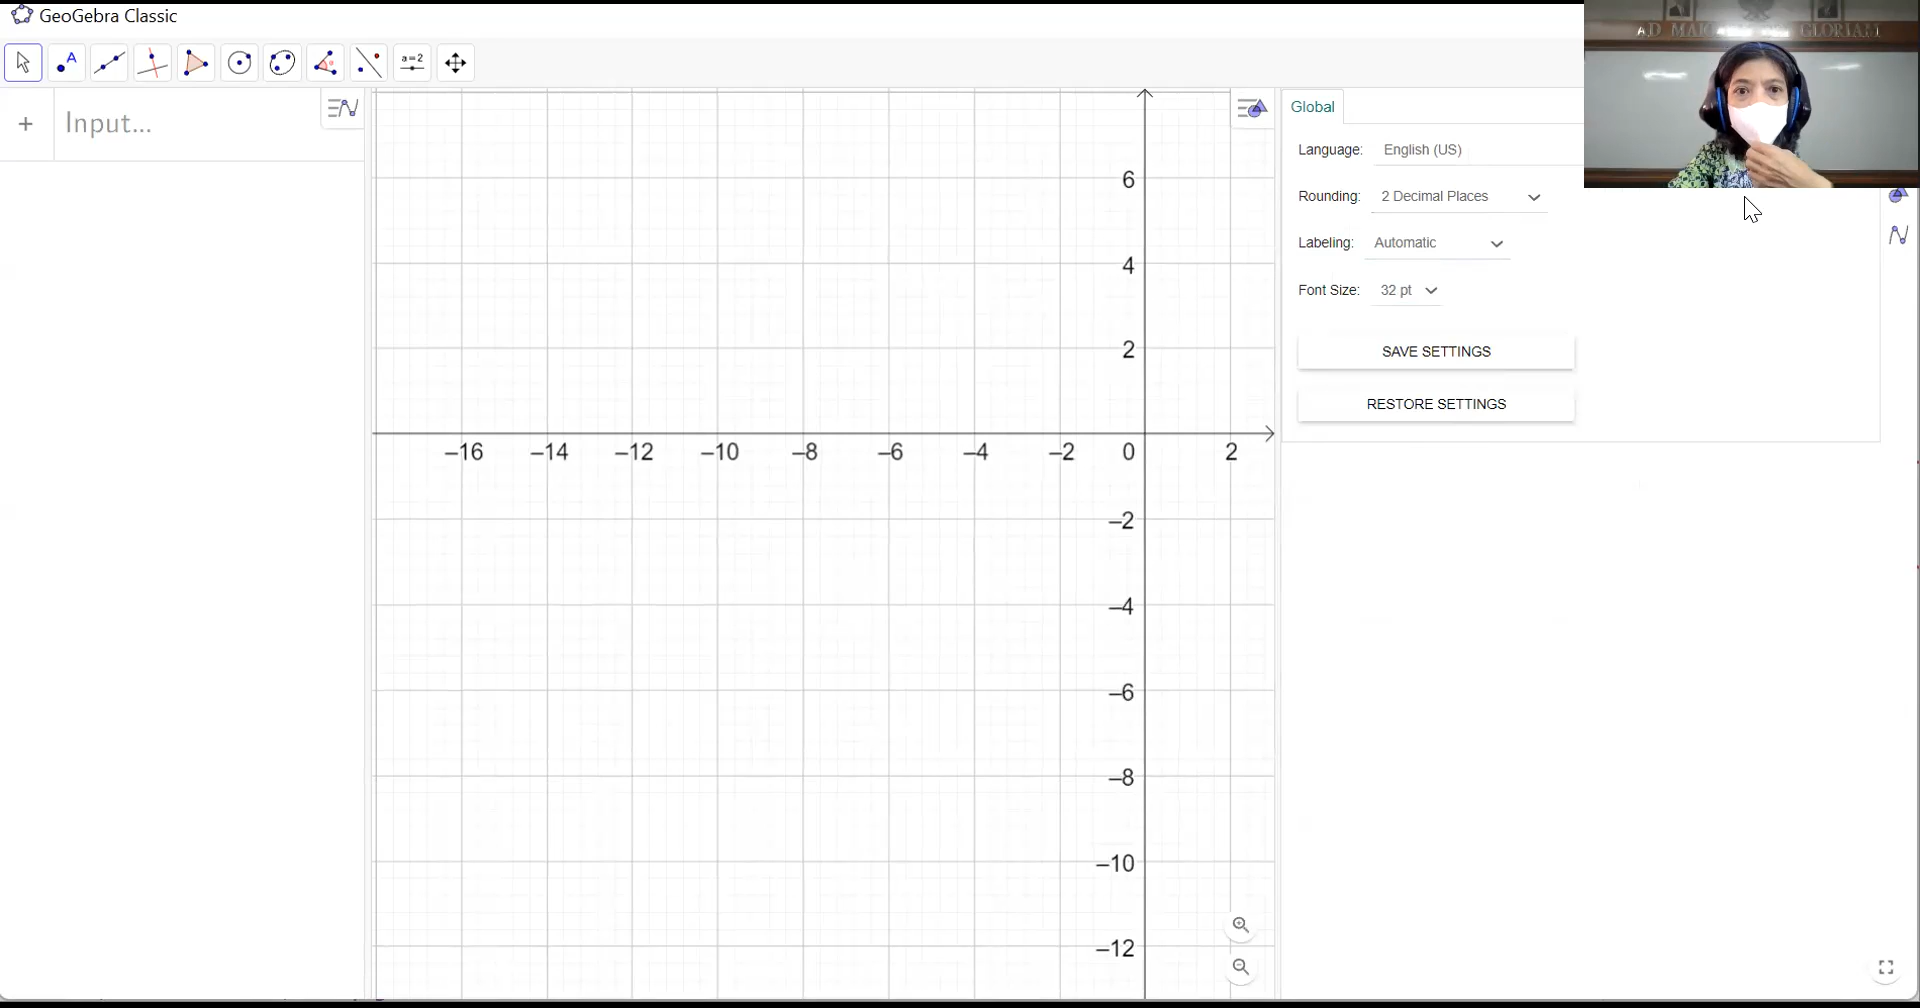 GeoGebra Classic
A
a=2
+ Input...
6
4
2
–16 –14 –12 –10 –8 –6 –4 –2 0 2
–2
–4
–6
–8
–10
–12
Global
Language: English (US)
Rounding: 2 Decimal Places
Labeling: Automatic
Font Size: 32 pt
SAVE SETTINGS
RESTORE SETTINGS
AD GLORIAM